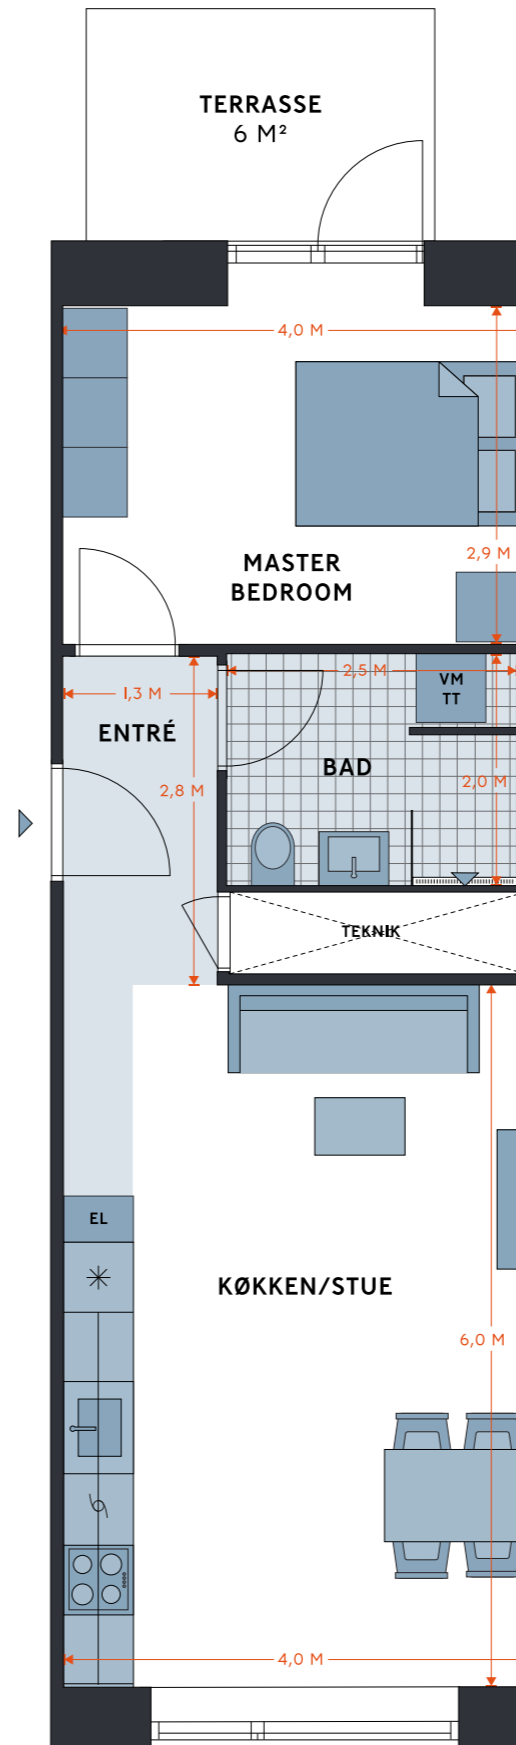 TERRASSE
6 M²
4,0 M
2,9 M
MASTER
BEDROOM
2,5 M
VM
TT
1,3 M
ENTRÉ
BAD
2,0 M
2,8 M
TEKNIK
EL
KØKKEN/STUE
6,0 M
4,0 M